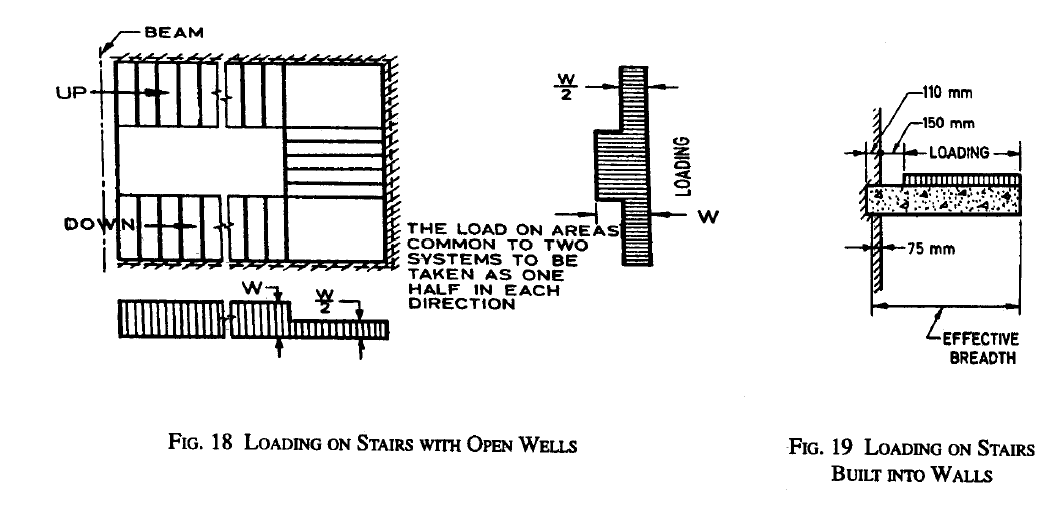 BEAM
UP
DOWN
W
W
2
W
2
LOADING
W
THE LOAD ON AREAS
COMMON TO TWO
SYSTEMS TO BE
TAKEN AS ONE
HALF IN EACH
DIRECTION
FIG. 18 LOADING ON STAIRS WITH OPEN WELLS
110 mm
150 mm
LOADING
75 mm
EFFECTIVE
BREADTH
FIG. 19 LOADING ON STAIRS
BUILT INTO WALLS